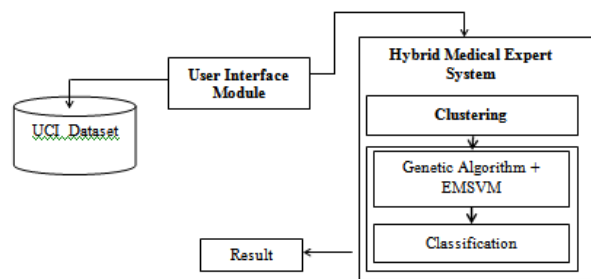 User Interface
Module
UCI Dataset
Hybrid Medical Expert
System
Clustering
Genetic Algorithm +
EMSVM
Classification
Result